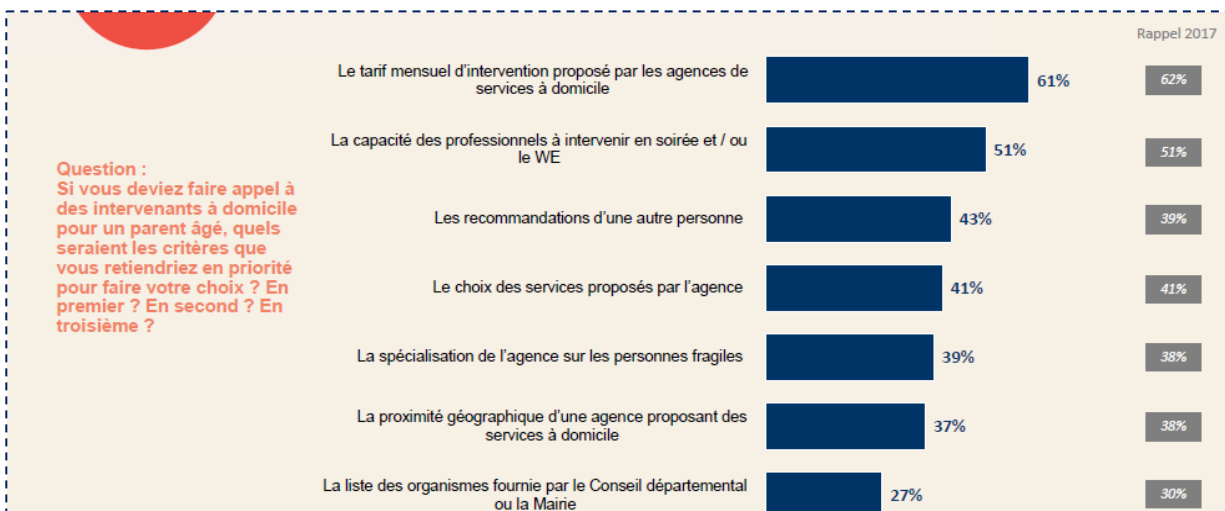 Rappel 2017
Le tarif mensuel d'intervention proposé par les agences de
services à domicile
61%
62%
La capacité des professionnels à intervenir en soirée et / ou
le WE
51%
51%
Question :
Si vous deviez faire appel à
des intervenants à domicile
pour un parent âgé, quels
seraient les critères que
vous retiendriez en priorité
pour faire votre choix ? En
premier ? En second ? En
troisième ?
Les recommandations d'une autre personne
43%
39%
Le choix des services proposés par l'agence
41%
41%
La spécialisation de l'agence sur les personnes fragiles
39%
38%
La proximité géographique d'une agence proposant des
services à domicile
37%
38%
La liste des organismes fournie par le Conseil départemental
ou la Mairie
27%
30%